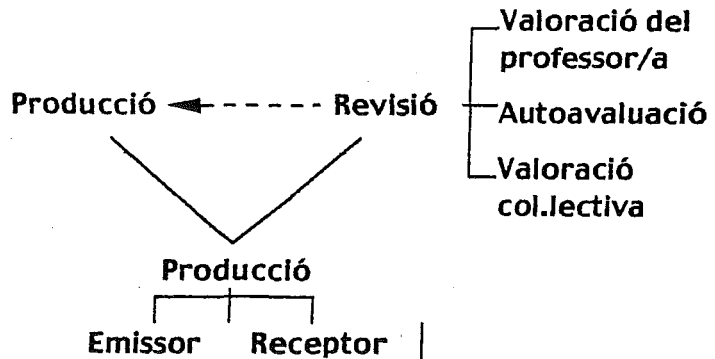 Valoració del
professor/a
Producció Revisió Autoavaluació
Valoració
col.lectiva
Producció
Emissor Receptor